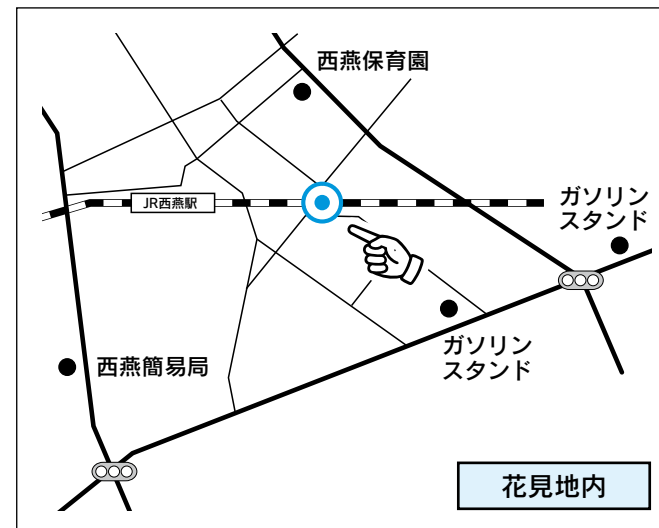 西燕保育園
JR西燕駅
ガソリン
スタンド
ガソリン
スタンド
西燕簡易局
花見地内